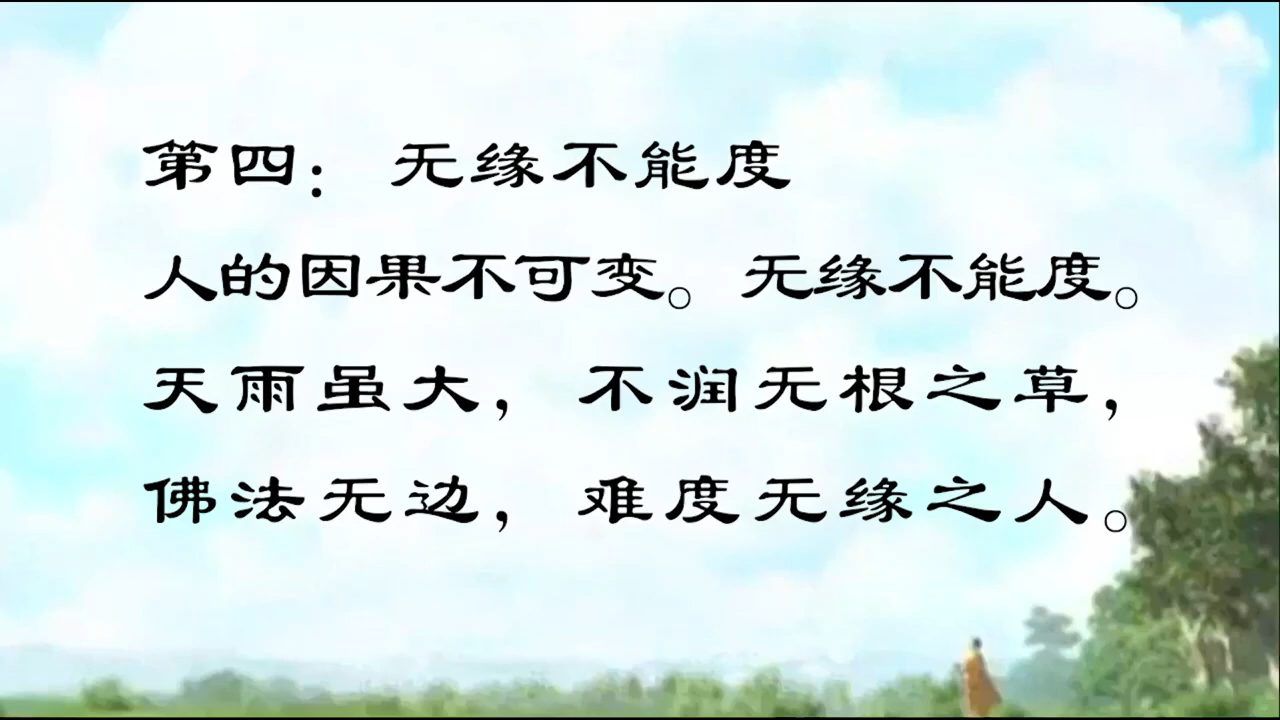 第四：无缘不能度
人的因果不可变。无缘不能度。
天雨虽大，不润无根之草，
佛法无边，难度无缘之人。